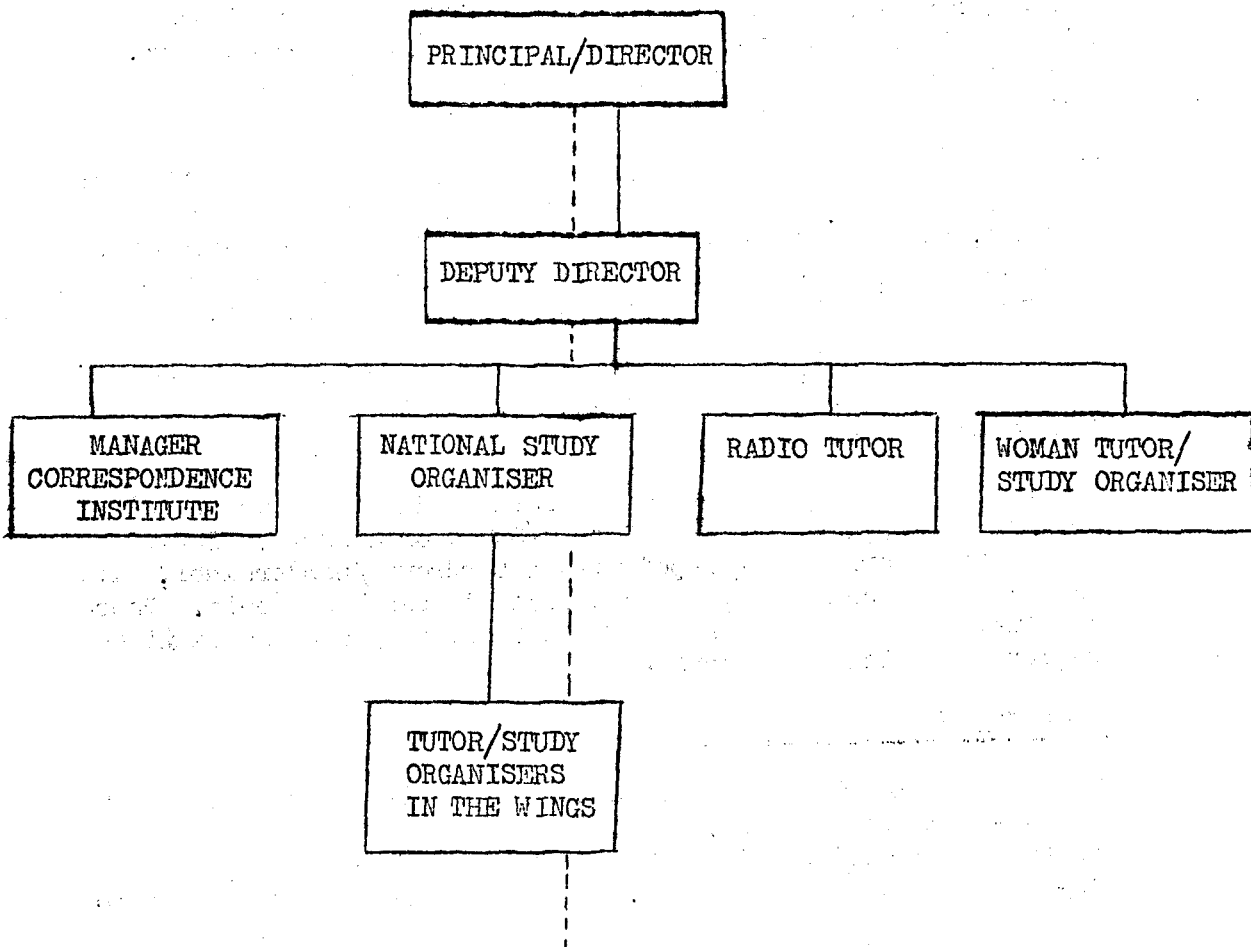 PRINCIPAL/DIRECTOR
DEPUTY DIRECTOR
MANAGER
CORRESPONDENCE
INSTITUTE
NATIONAL STUDY
ORGANISER
RADIO TUTOR
WOMAN TUTOR/
STUDY ORGANISER
TUTOR/STUDY
ORGANISERS
IN THE WINGS